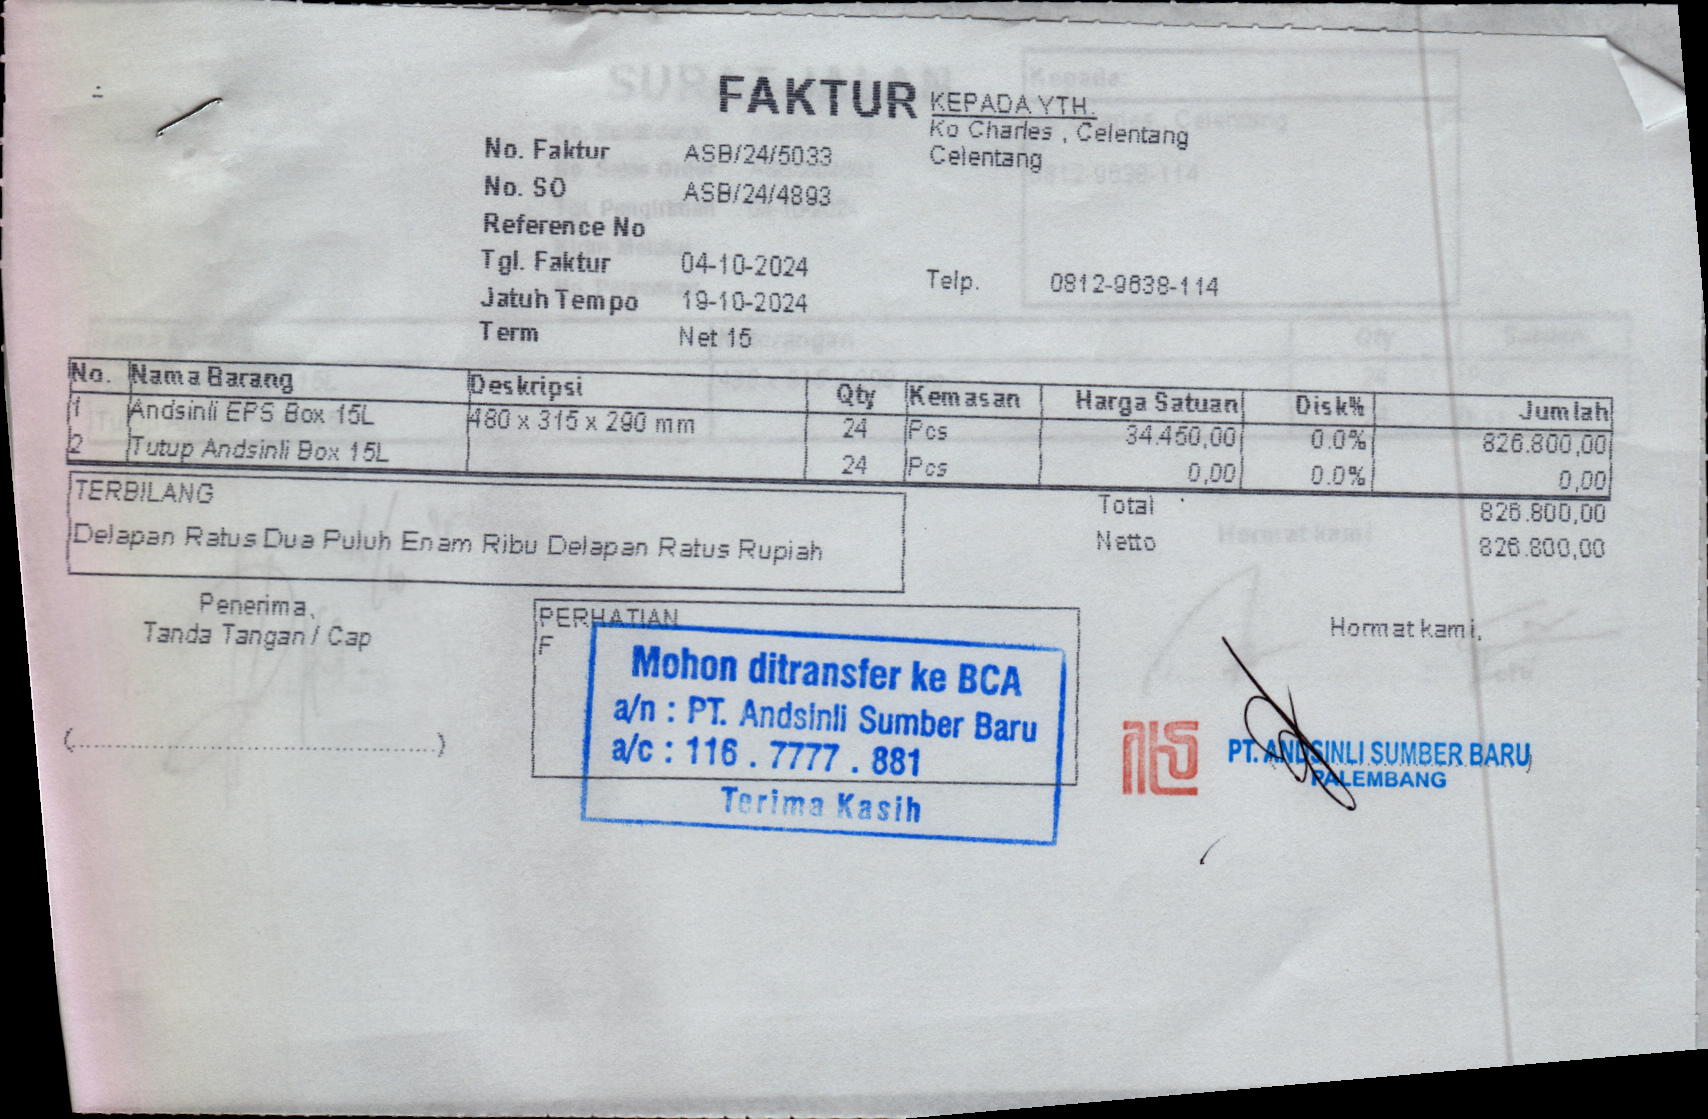 FAKTUR
KEPADA YTH.
Ko Charles , Celentang
Celentang
No. Faktur ASB/24/5033
No. SO ASB/24/4893
Reference No
Tgl. Faktur 04-10-2024
Telp. 0812-9638-114
Jatuh Tempo 19-10-2024
Term Net 15
No. Nama Barang Deskripsi Qty Kemasan Harga Satuan Disk% Jumlah
1 Andsinli EPS Box 15L 480 x 315 x 290 mm 24 Pcs 34.450,00 0.0% 826.800,00
2 Tutup Andsinli Box 15L 24 Pcs 0,00 0.0% 0,00
TERBILANG
Delapan Ratus Dua Puluh Enam Ribu Delapan Ratus Rupiah
Total 826.800,00
Netto 826.800,00
Penerima,
Tanda Tangan / Cap
(..............................................)
PERHATIAN
F
Mohon ditransfer ke BCA
a/n : PT. Andsinli Sumber Baru
a/c : 116 . 7777 . 881
Terima Kasih
Hormat kami,
PT. ANDSINLI SUMBER BARU
PALEMBANG